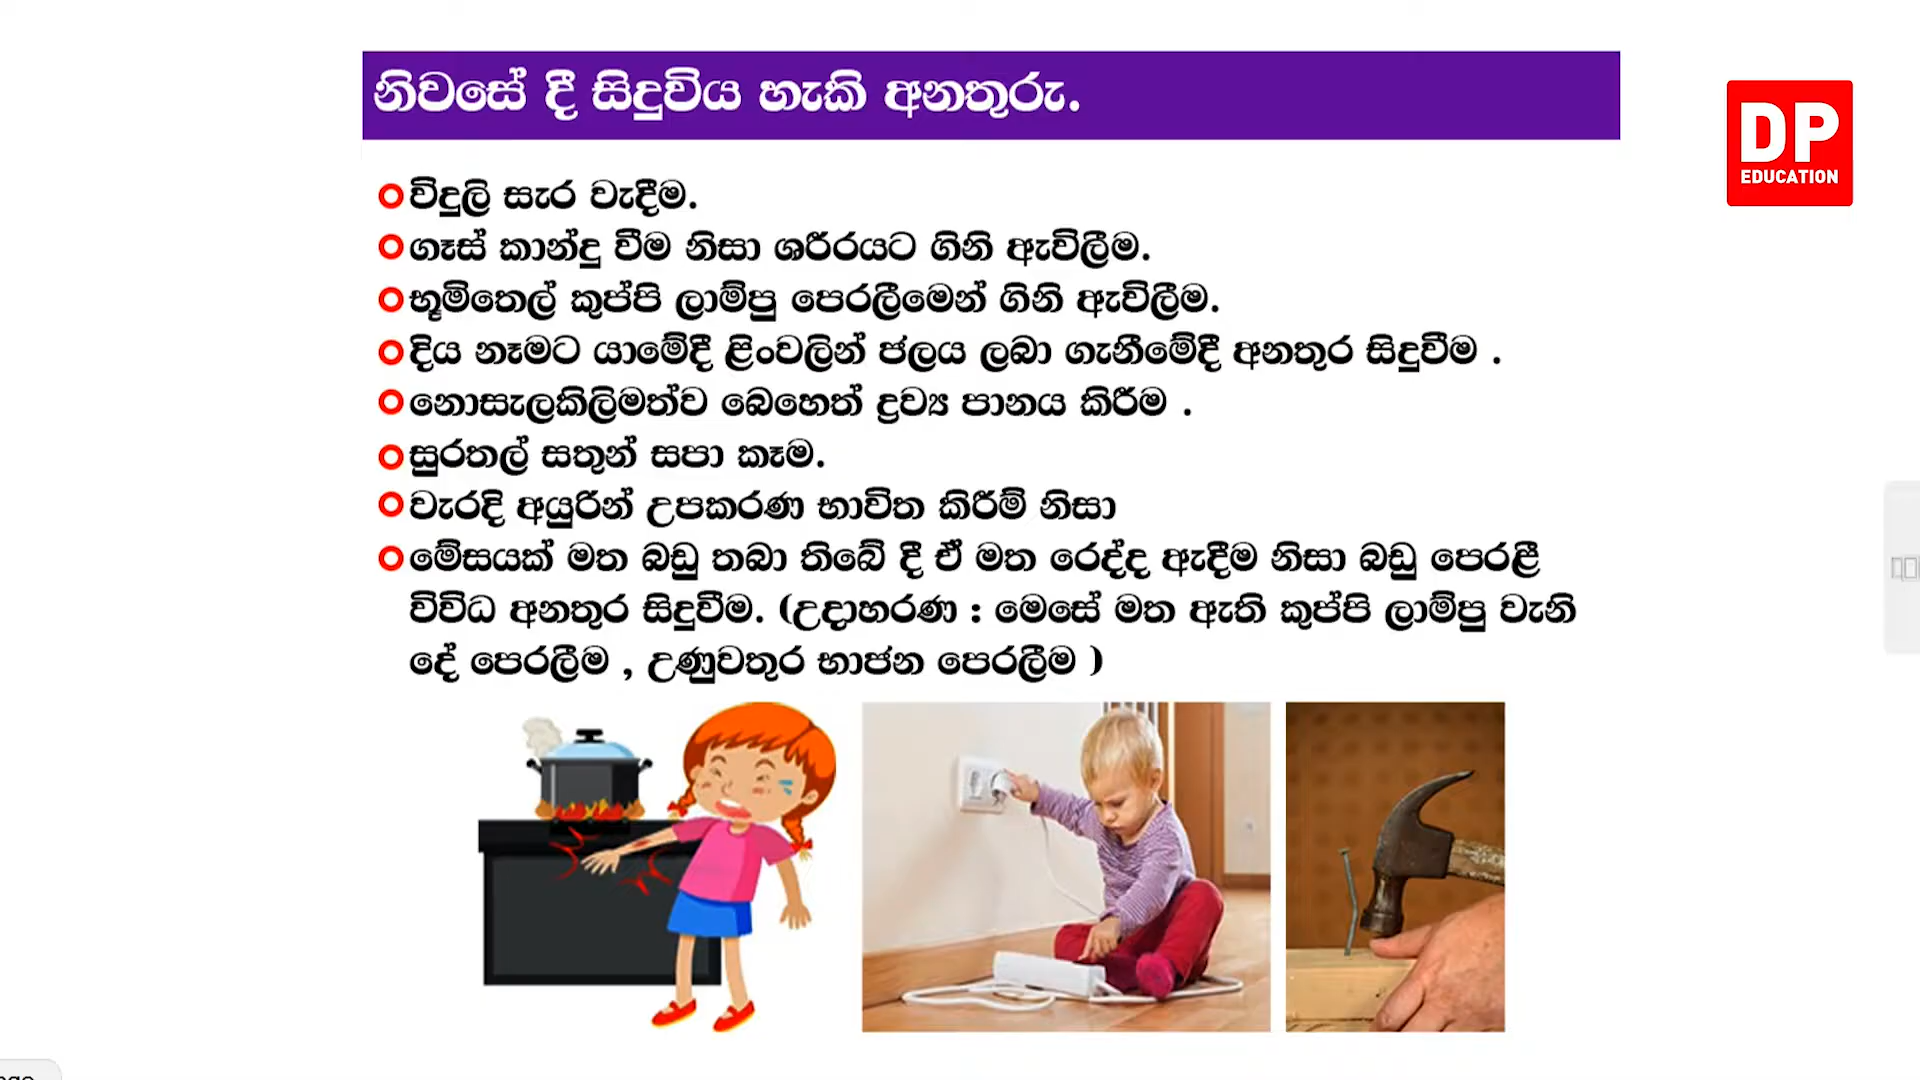 නිවසේ දී සිදුවිය හැකි අනතුරු.
DP
EDUCATION
විදුලි සැර වැදීම.
ගෑස් කාන්දු වීම නිසා ශරීරයට ගිනි ඇවිලීම.
භූමිතෙල් කුප්පි ලාම්පු පෙරලීමෙන් ගිනි ඇවිලීම.
දිය නෑමට යාමේදී ළිංවලින් ජලය ලබා ගැනීමේදී අනතුර සිදුවීම .
නොසැලකිලිමත්ව බෙහෙත් ද්‍රව්‍ය පානය කිරීම .
සුරතල් සතුන් සපා කෑම.
වැරදි අයුරින් උපකරණ භාවිත කිරීම් නිසා
මේසයක් මත බඩු තබා තිබේ දී ඒ මත රෙද්ද ඇදීම නිසා බඩු පෙරළී
විවිධ අනතුර සිදුවීම. (උදාහරණ : මෙසේ මත ඇති කුප්පි ලාම්පු වැනි
දේ පෙරලීම , උණුවතුර භාජන පෙරලීම )